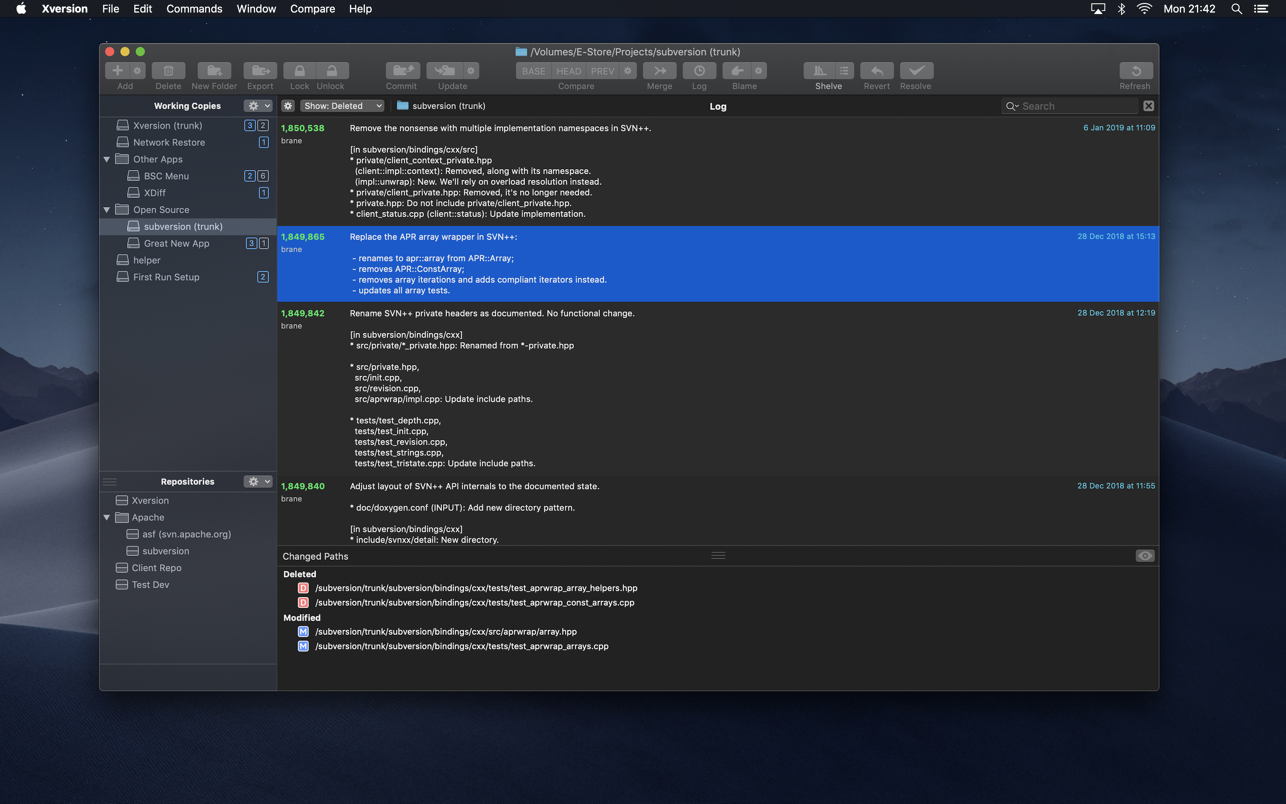 Xversion File Edit Commands Window Compare Help Mon 21:42
/Volumes/E-Store/Projects/subversion (trunk)
BASE HEAD PREV
Add Delete New Folder Export Lock Unlock Commit Update Compare Merge Log Blame Shelve Revert Resolve Refresh
Working Copies
Xversion (trunk) 3 2
Network Restore 1
Other Apps
BSC Menu 2 6
XDiff 1
Open Source
subversion (trunk)
Great New App 3 1
helper
First Run Setup 2
Repositories
Xversion
Apache
asf (svn.apache.org)
subversion
Client Repo
Test Dev
Show: Deleted subversion (trunk) Log Search
1,850,538 Remove the nonsense with multiple implementation namespaces in SVN++. 6 Jan 2019 at 11:09
brane
[in subversion/bindings/cxx/src]
* private/client_context_private.hpp
(client::impl::context): Removed, along with its namespace.
(impl::unwrap): New. We'll rely on overload resolution instead.
* private/client_private.hpp: Removed, it's no longer needed.
* private.hpp: Do not include private/client_private.hpp.
* client_status.cpp (client::status): Update implementation.
1,849,865 Replace the APR array wrapper in SVN++: 28 Dec 2018 at 15:13
brane
- renames to apr::array from APR::Array;
- removes APR::ConstArray;
- removes array iterations and adds compliant iterators instead.
- updates all array tests.
1,849,842 Rename SVN++ private headers as documented. No functional change. 28 Dec 2018 at 12:19
brane
[in subversion/bindings/cxx]
* src/private/*_private.hpp: Renamed from *-private.hpp
* src/private.hpp,
src/init.cpp,
src/revision.cpp,
src/aprwrap/impl.cpp: Update include paths.
* tests/test_depth.cpp,
tests/test_init.cpp,
tests/test_revision.cpp,
tests/test_strings.cpp,
tests/test_tristate.cpp: Update include paths.
1,849,840 Adjust layout of SVN++ API internals to the documented state. 28 Dec 2018 at 11:55
brane
* doc/doxygen.conf (INPUT): Add new directory pattern.
[in subversion/bindings/cxx]
* include/svnxx/detail: New directory.
Changed Paths
Deleted
D /subversion/trunk/subversion/bindings/cxx/tests/test_aprwrap_array_helpers.hpp
D /subversion/trunk/subversion/bindings/cxx/tests/test_aprwrap_const_arrays.cpp
Modified
M /subversion/trunk/subversion/bindings/cxx/src/aprwrap/array.hpp
M /subversion/trunk/subversion/bindings/cxx/tests/test_aprwrap_arrays.cpp